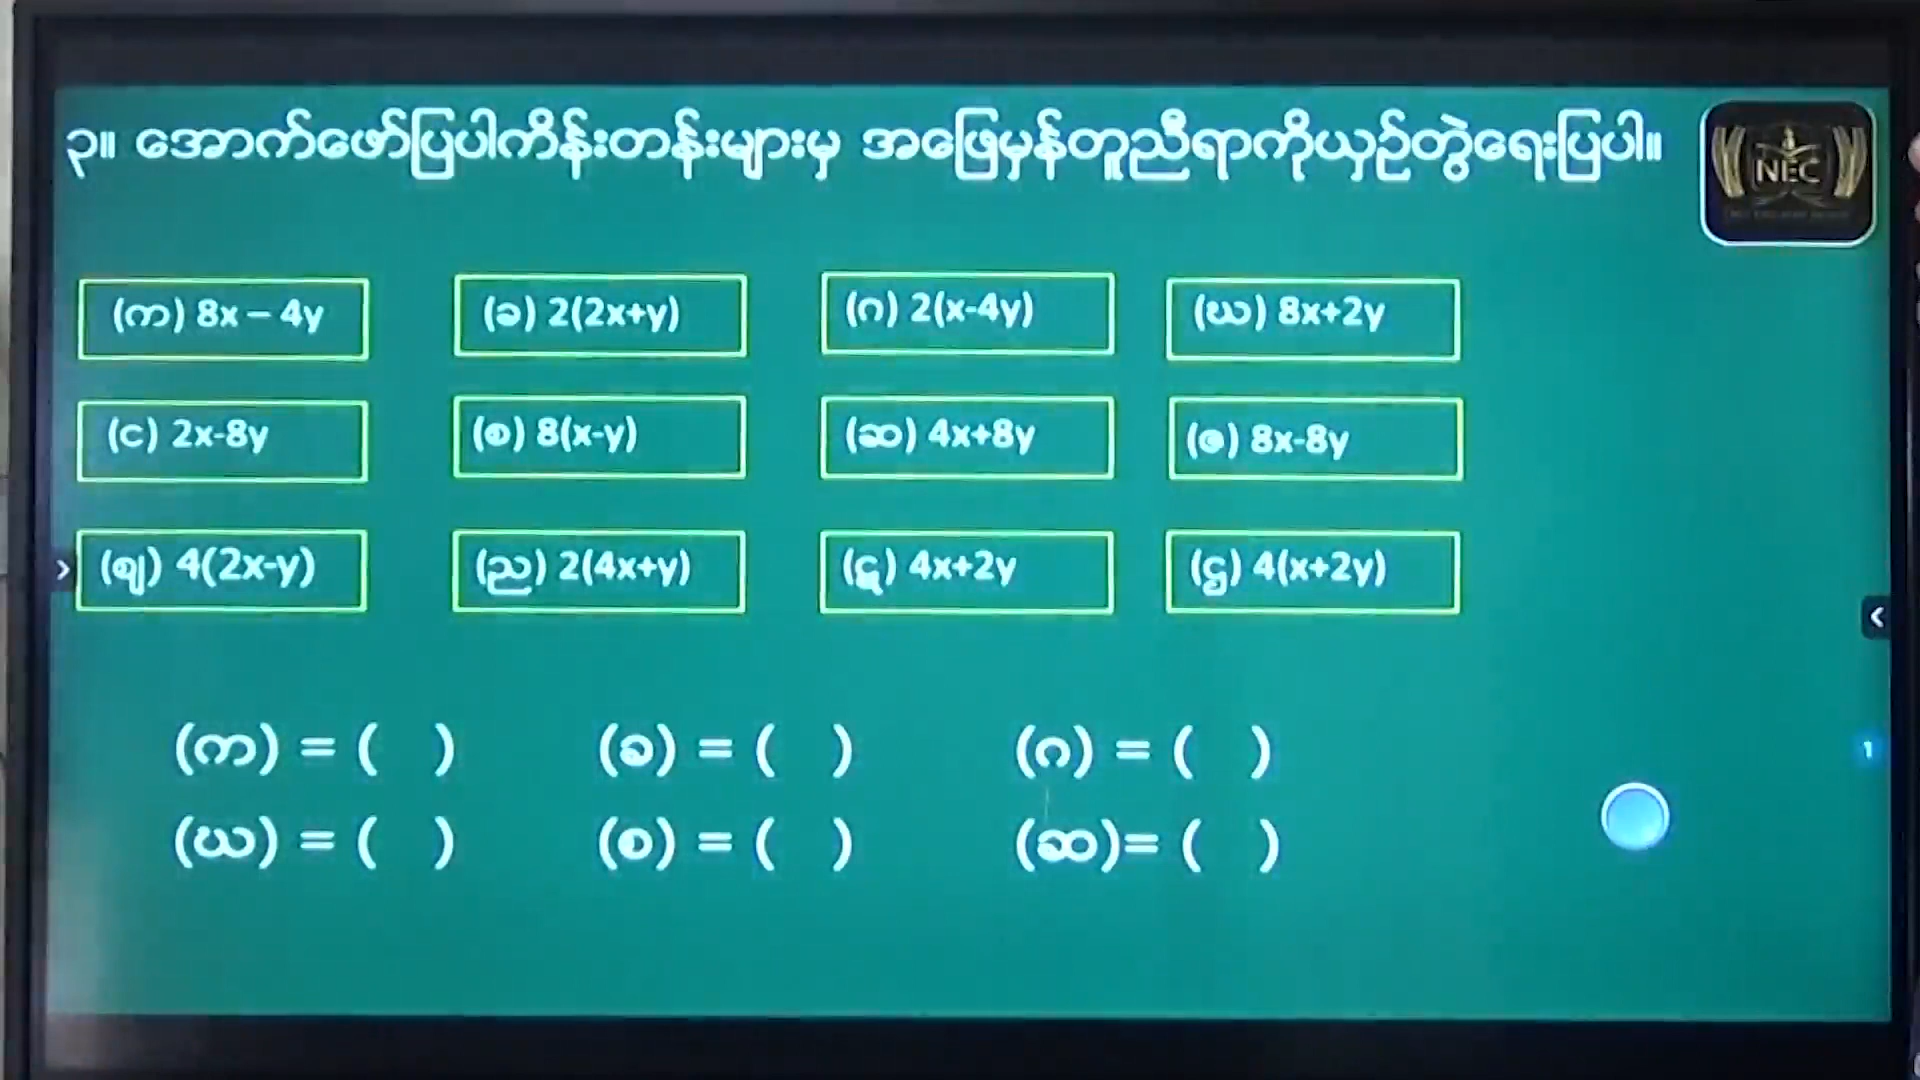 ၃။ အောက်ဖော်ပြပါကိန်းတန်းများမှ အဖြေမှန်တူညီရာကိုယှဉ်တွဲရေးပြပါ။
NEC
(က) 8x – 4y (ခ) 2(2x+y) (ဂ) 2(x-4y) (ဃ) 8x+2y
(င) 2x-8y (စ) 8(x-y) (ဆ) 4x+8y (ဇ) 8x-8y
(ဈ) 4(2x-y) (ည) 2(4x+y) (ဋ) 4x+2y (ဌ) 4(x+2y)
(က) = ( ) (ခ) = ( ) (ဂ) = ( )
(ဃ) = ( ) (စ) = ( ) (ဆ)= ( )
1